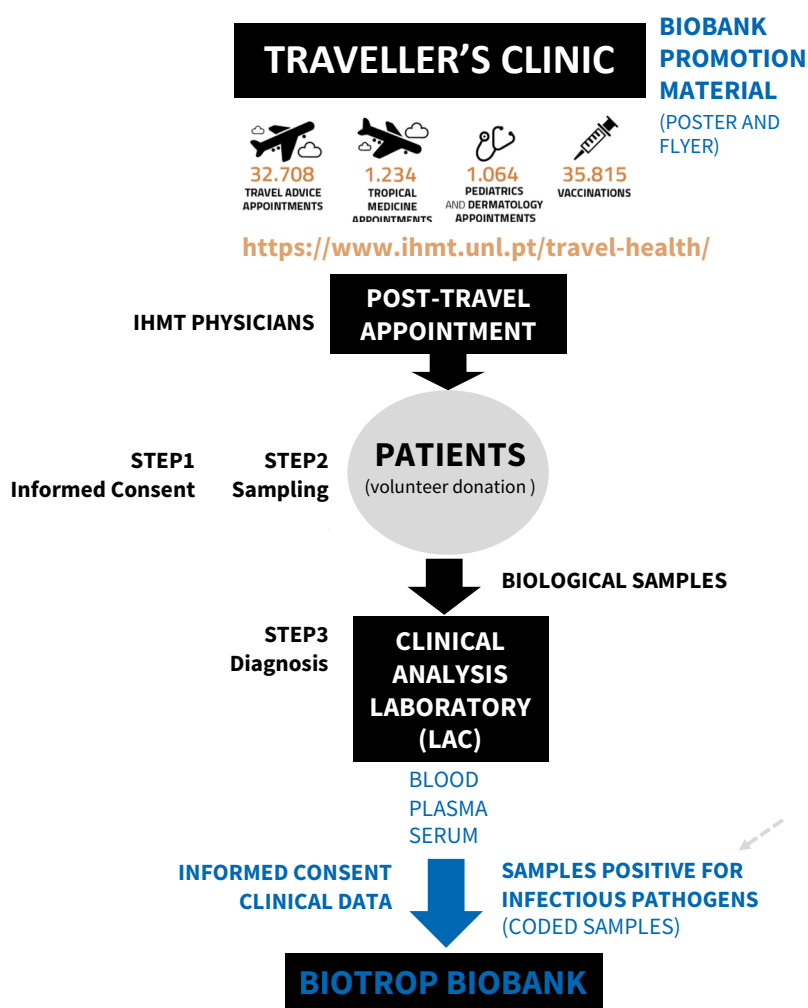 TRAVELLER'S CLINIC
BIOBANK
PROMOTION
MATERIAL
(POSTER AND
FLYER)
32.708
TRAVEL ADVICE
APPOINTMENTS
1.234
TROPICAL
MEDICINE
APPOINTMENTS
1.064
PEDIATRICS
AND DERMATOLOGY
APPOINTMENTS
35.815
VACCINATIONS
https://www.ihmt.unl.pt/travel-health/
IHMT PHYSICIANS
POST-TRAVEL
APPOINTMENT
STEP1
Informed Consent
STEP2
Sampling
PATIENTS
(volunteer donation )
BIOLOGICAL SAMPLES
STEP3
Diagnosis
CLINICAL
ANALYSIS
LABORATORY
(LAC)
BLOOD
PLASMA
SERUM
INFORMED CONSENT
CLINICAL DATA
SAMPLES POSITIVE FOR
INFECTIOUS PATHOGENS
(CODED SAMPLES)
BIOTROP BIOBANK